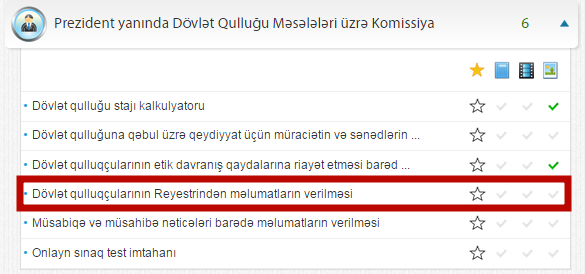 Prezident yanında Dövlət Qulluğu Məsələləri üzrə Komissiya 6
Dövlət qulluğu stajı kalkulyatoru
Dövlət qulluğuna qəbul üzrə qeydiyyat üçün müraciətin və sənədlərin ...
Dövlət qulluqçularının etik davranış qaydalarına riayət etməsi barəd ...
Dövlət qulluqçularının Reyestrindən məlumatların verilməsi
Müsabiqə və müsahibə nəticələri barədə məlumatların verilməsi
Onlayn sınaq test imtahanı